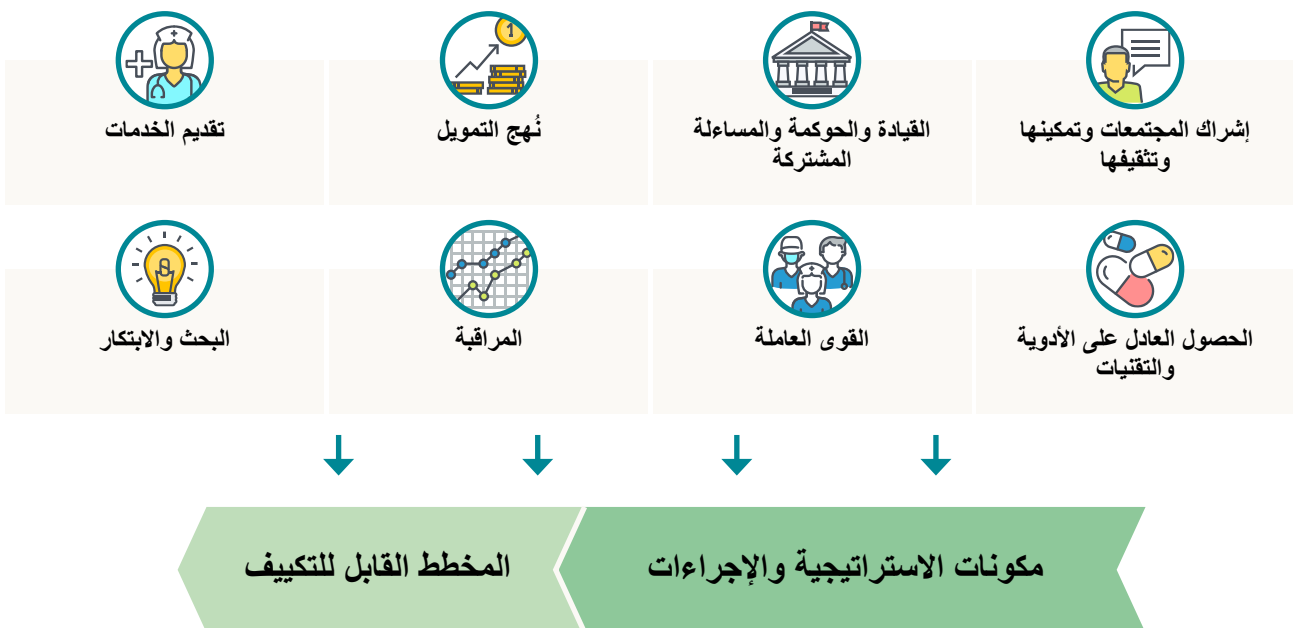 إشراك المجتمعات وتمكينها
وتثقيفها
القيادة والحوكمة والمساءلة
المشتركة
نُهج التمويل
1
تقديم الخدمات
الحصول العادل على الأدوية
والتقنيات
القوى العاملة
المراقبة
البحث والابتكار
مكونات الاستراتيجية والإجراءات
المخطط القابل للتكييف